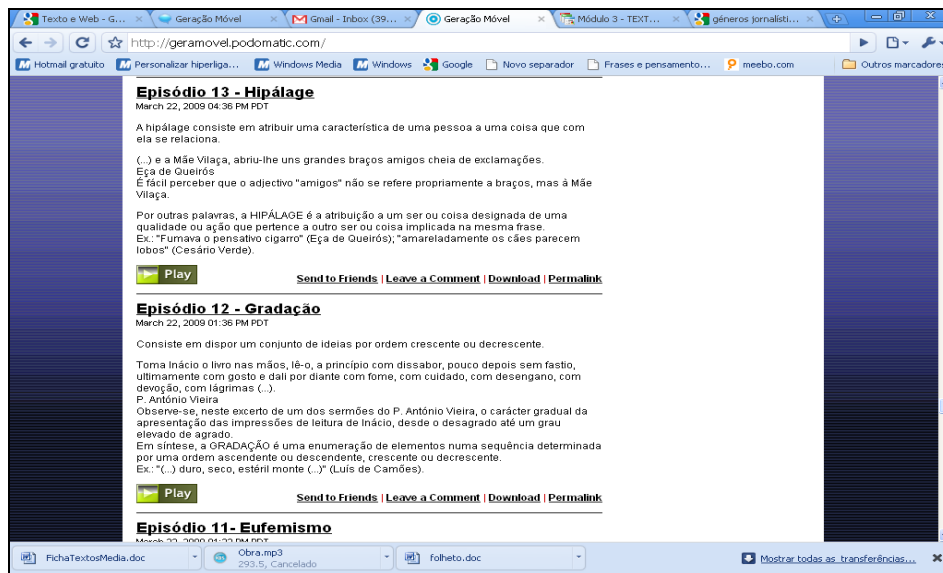 Texto e Web - G...
Geração Móvel
Gmail - Inbox (39...
Geração Móvel
Módulo 3 - TEXT...
géneros jornalísti...
http://geramovel.podomatic.com/
Hotmail gratuito
Personalizar hiperliga...
Windows Media
Windows
Google
Novo separador
Frases e pensamento...
meebo.com
Outros marcadores
Episódio 13 - Hipálage
March 22, 2009 04:36 PM PDT
A hipálage consiste em atribuir uma característica de uma pessoa a uma coisa que com
ela se relaciona.
(...) e a Mãe Vilaça, abriu-lhe uns grandes braços amigos cheia de exclamações.
Eça de Queirós
É fácil perceber que o adjectivo "amigos" não se refere propriamente a braços, mas à Mãe
Vilaça.
Por outras palavras, a HIPÁLAGE é a atribuição a um ser ou coisa designada de uma
qualidade ou ação que pertence a outro ser ou coisa implicada na mesma frase.
Ex.: "Fumava o pensativo cigarro" (Eça de Queirós); "amareladamente os cães parecem
lobos" (Cesário Verde).
Play
Send to Friends | Leave a Comment | Download | Permalink
Episódio 12 - Gradação
March 22, 2009 01:36 PM PDT
Consiste em dispor um conjunto de ideias por ordem crescente ou decrescente.
Toma Inácio o livro nas mãos, lê-o, a princípio com dissabor, pouco depois sem fastio,
ultimamente com gosto e dali por diante com fome, com cuidado, com desengano, com
devoção, com lágrimas (...).
P. António Vieira
Observe-se, neste excerto de um dos sermões do P. António Vieira, o carácter gradual da
apresentação das impressões de leitura de Inácio, desde o desagrado até um grau
elevado de agrado.
Em síntese, a GRADAÇÃO é uma enumeração de elementos numa sequência determinada
por uma ordem ascendente ou descendente, crescente ou decrescente.
Ex.: "(...) duro, seco, estéril monte (...)" (Luís de Camões).
Play
Send to Friends | Leave a Comment | Download | Permalink
Episódio 11- Eufemismo
March 22, 2009 01:22 PM PDT
FichaTextosMedia.doc
Obra.mp3
293.5, Cancelado
folheto.doc
Mostrar todas as transferências...